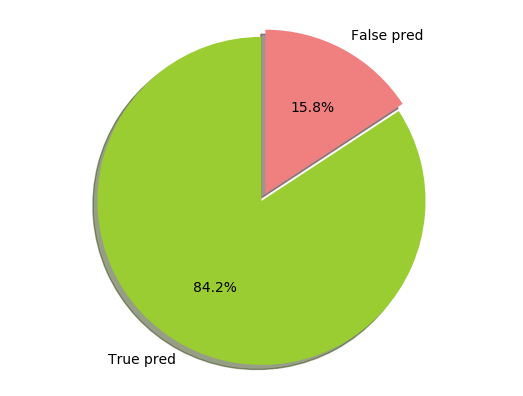 False pred
15.8%
84.2%
True pred